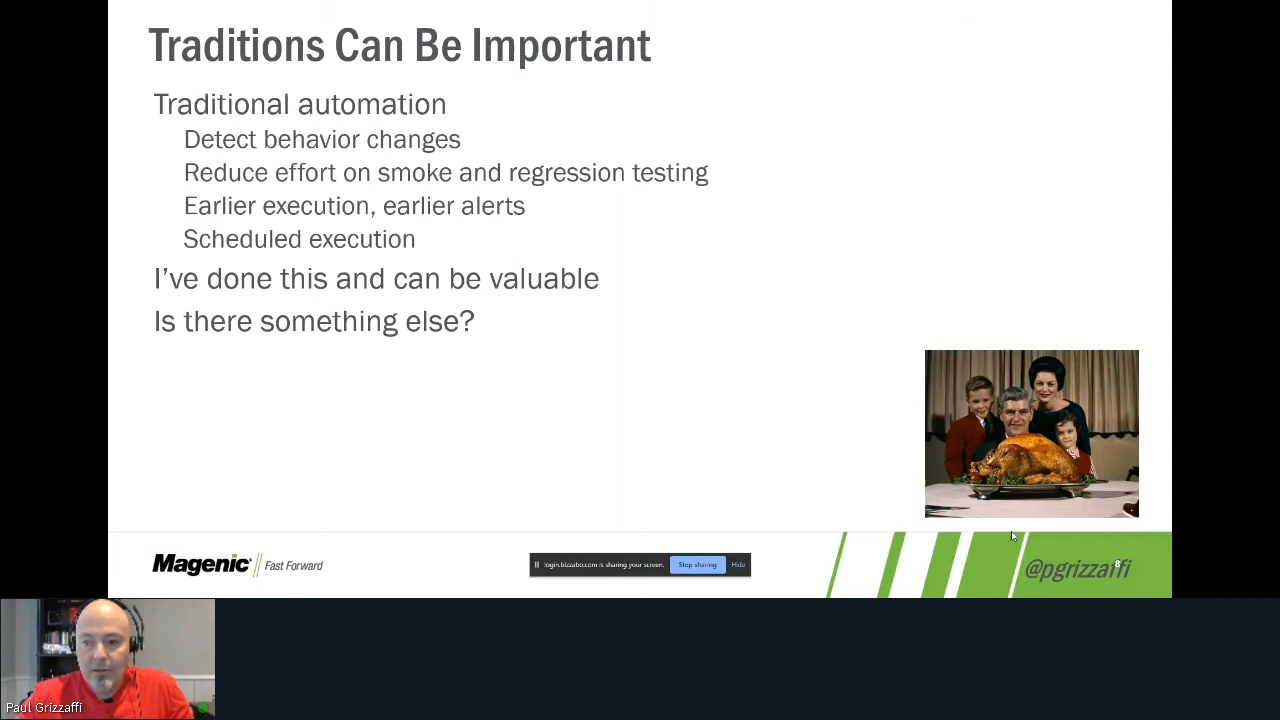 Traditions Can Be Important
Traditional automation
Detect behavior changes
Reduce effort on smoke and regression testing
Earlier execution, earlier alerts
Scheduled execution
I've done this and can be valuable
Is there something else?
Magenic Fast Forward
login.bizzabo.com is sharing your screen. Stop sharing Hide
@pgrizzaffi
8
Paul Grizzaffi